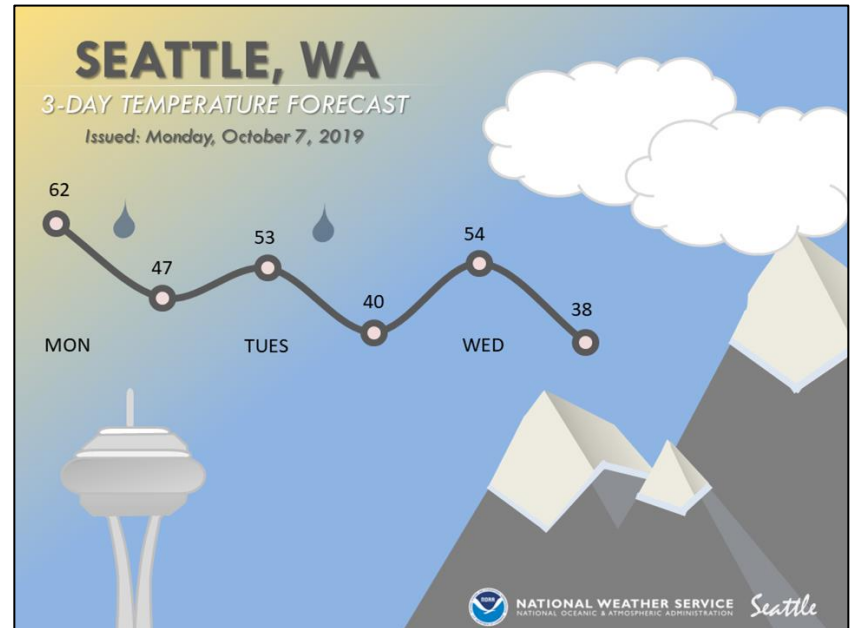 SEATTLE, WA
3-DAY TEMPERATURE FORECAST
Issued: Monday, October 7, 2019
62
47
53
40
54
38
MON
TUES
WED
NOAA
NATIONAL WEATHER SERVICE
NATIONAL OCEANIC & ATMOSPHERIC ADMINISTRATION
Seattle